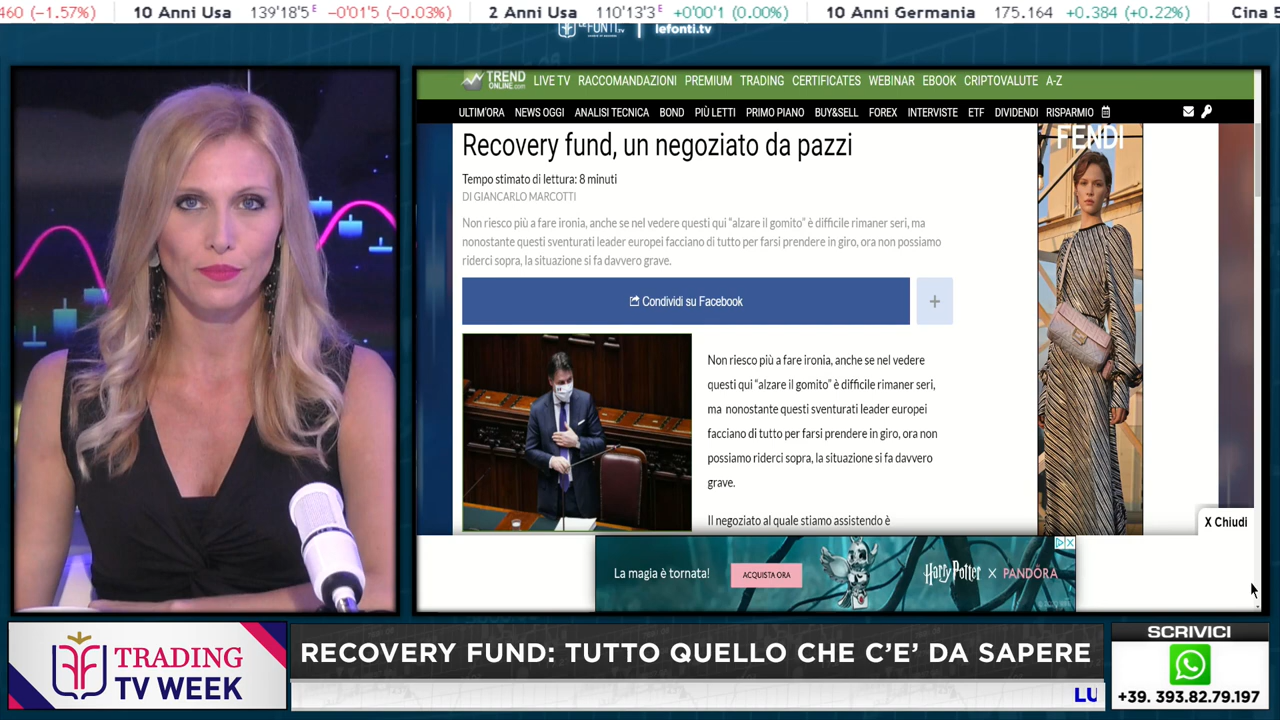 460 (−1.57%) 10 Anni Usa 139'18'5 E −0'01'5 (−0.03%) 2 Anni Usa 110'13'3 E +0'00'1 (0.00%) 10 Anni Germania 175.164 +0.384 (+0.22%) Cina 5
LE FONTI.TV lefonti.tv
TREND ONLINE.com LIVE TV RACCOMANDAZIONI PREMIUM TRADING CERTIFICATES WEBINAR EBOOK CRIPTOVALUTE A-Z
ULTIM'ORA NEWS OGGI ANALISI TECNICA BOND PIÙ LETTI PRIMO PIANO BUY&SELL FOREX INTERVISTE ETF DIVIDENDI RISPARMIO
FENDI
Recovery fund, un negoziato da pazzi
Tempo stimato di lettura: 8 minuti
DI GIANCARLO MARCOTTI
Non riesco più a fare ironia, anche se nel vedere questi qui "alzare il gomito" è difficile rimaner seri, ma
nonostante questi sventurati leader europei facciano di tutto per farsi prendere in giro, ora non possiamo
riderci sopra, la situazione si fa davvero grave.
Condividi su Facebook
+
Non riesco più a fare ironia, anche se nel vedere
questi qui "alzare il gomito" è difficile rimaner seri,
ma nonostante questi sventurati leader europei
facciano di tutto per farsi prendere in giro, ora non
possiamo riderci sopra, la situazione si fa davvero
grave.
Il negoziato al quale stiamo assistendo è
X Chiudi
La magia è tornata!
ACQUISTA ORA
Harry Potter X PANDÖRA
TRADING
TV WEEK
RECOVERY FUND: TUTTO QUELLO CHE C'E' DA SAPERE
LU
SCRIVICI
+39. 393.82.79.197